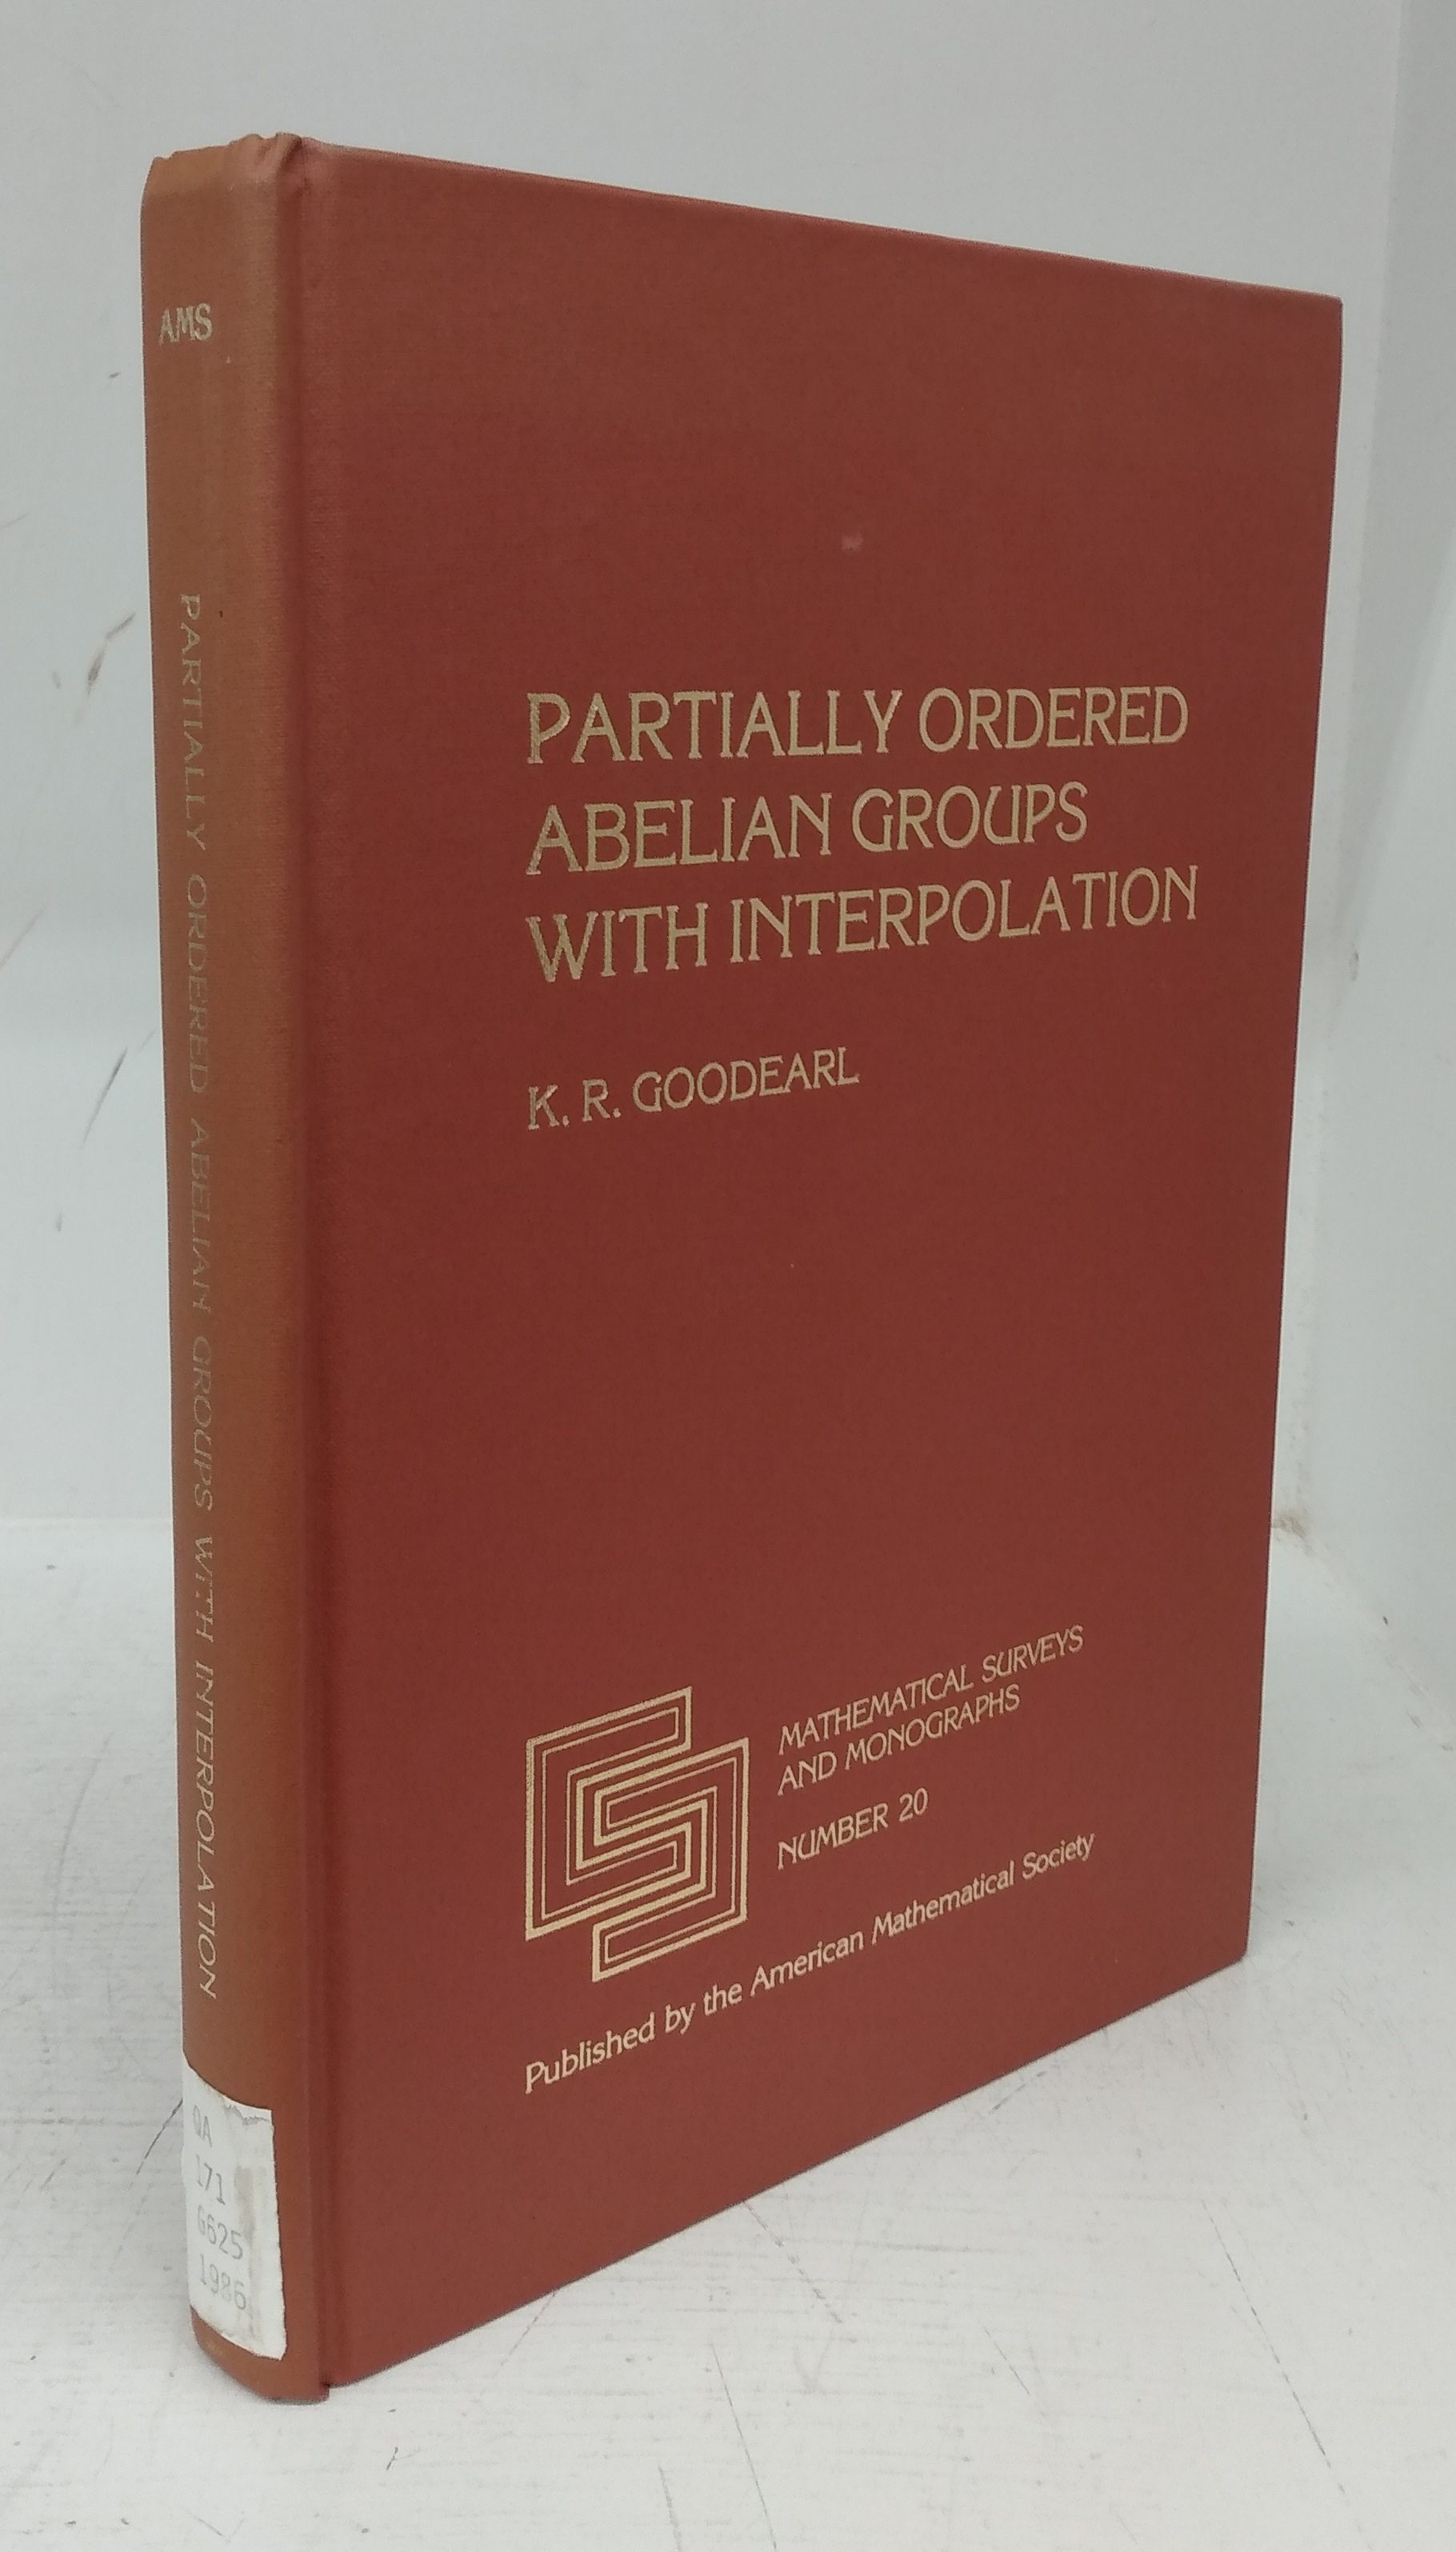 AMS
PARTIALLY ORDERED ABELIAN GROUPS WITH INTERPOLATION
QA
171
G625
1986
PARTIALLY ORDERED
ABELIAN GROUPS
WITH INTERPOLATION
K. R. GOODEARL
MATHEMATICAL SURVEYS
AND MONOGRAPHS
NUMBER 20
Published by the American Mathematical Society